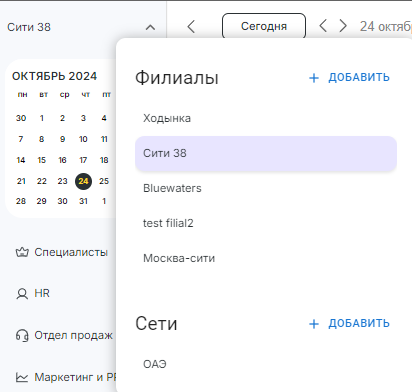 Сити 38
Сегодня
24 октяб
ОКТЯБРЬ 2024
пн вт ср чт пт
30 1 2 3 4
7 8 9 10 11
14 15 16 17 18
21 22 23 24 25
28 29 30 31 1
Специалисты
HR
Отдел продаж
Маркетинг и PR
Филиалы
+ ДОБАВИТЬ
Ходынка
Сити 38
Bluewaters
test filial2
Москва-сити
Сети
+ ДОБАВИТЬ
ОАЭ